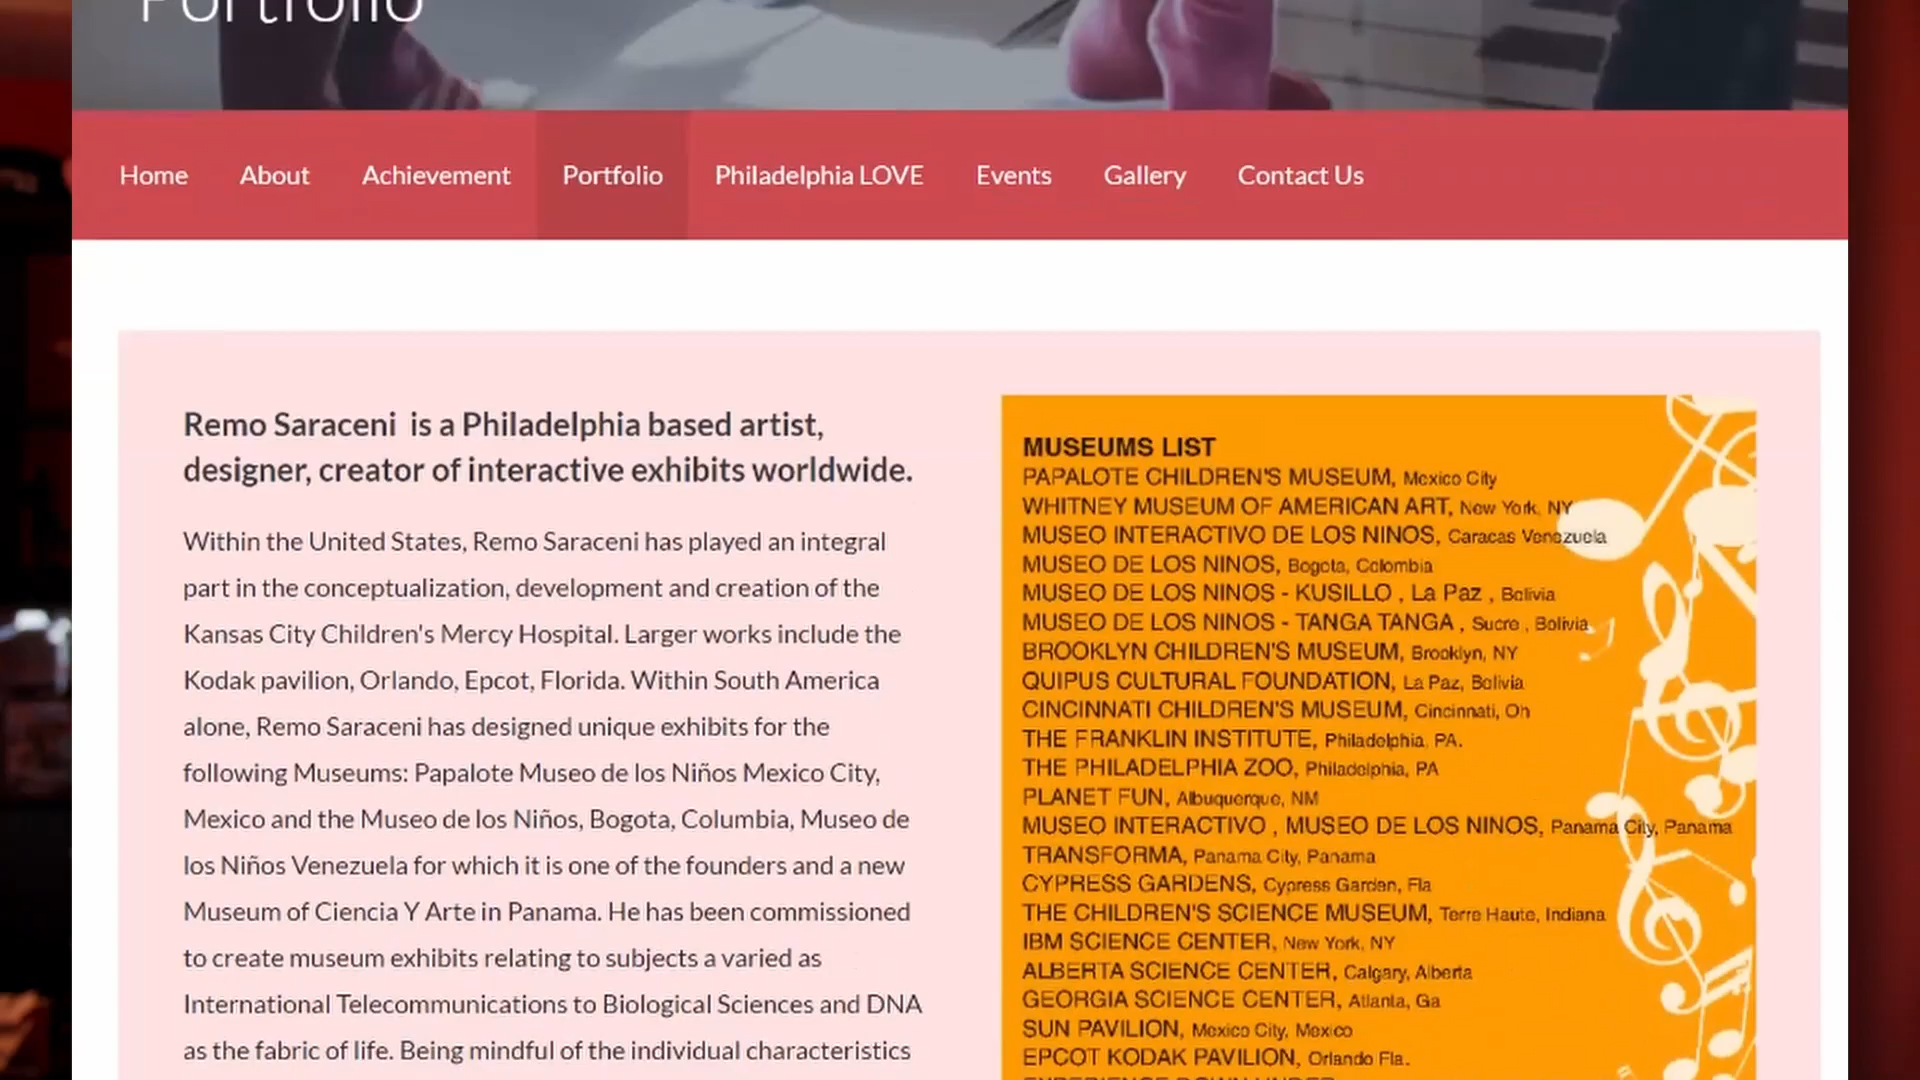 Portfolio
Home About Achievement Portfolio Philadelphia LOVE Events Gallery Contact Us
Remo Saraceni is a Philadelphia based artist,
designer, creator of interactive exhibits worldwide.
Within the United States, Remo Saraceni has played an integral
part in the conceptualization, development and creation of the
Kansas City Children's Mercy Hospital. Larger works include the
Kodak pavilion, Orlando, Epcot, Florida. Within South America
alone, Remo Saraceni has designed unique exhibits for the
following Museums: Papalote Museo de los Niños Mexico City,
Mexico and the Museo de los Niños, Bogota, Columbia, Museo de
los Niños Venezuela for which it is one of the founders and a new
Museum of Ciencia Y Arte in Panama. He has been commissioned
to create museum exhibits relating to subjects a varied as
International Telecommunications to Biological Sciences and DNA
as the fabric of life. Being mindful of the individual characteristics
MUSEUMS LIST
PAPALOTE CHILDREN'S MUSEUM, Mexico City
WHITNEY MUSEUM OF AMERICAN ART, New York, NY
MUSEO INTERACTIVO DE LOS NINOS, Caracas Venezuela
MUSEO DE LOS NINOS, Bogota, Colombia
MUSEO DE LOS NINOS - KUSILLO , La Paz , Bolivia
MUSEO DE LOS NINOS - TANGA TANGA , Sucre , Bolivia
BROOKLYN CHILDREN'S MUSEUM, Brooklyn, NY
QUIPUS CULTURAL FOUNDATION, La Paz, Bolivia
CINCINNATI CHILDREN'S MUSEUM, Cincinnati, Oh
THE FRANKLIN INSTITUTE, Philadelphia, PA.
THE PHILADELPHIA ZOO, Philadelphia, PA
PLANET FUN, Albuquerque, NM
MUSEO INTERACTIVO , MUSEO DE LOS NINOS, Panama City, Panama
TRANSFORMA, Panama City, Panama
CYPRESS GARDENS, Cypress Garden, Fla
THE CHILDREN'S SCIENCE MUSEUM, Terre Haute, Indiana
IBM SCIENCE CENTER, New York, NY
ALBERTA SCIENCE CENTER, Calgary, Alberta
GEORGIA SCIENCE CENTER, Atlanta, Ga
SUN PAVILION, Mexico City, Mexico
EPCOT KODAK PAVILION, Orlando Fla.